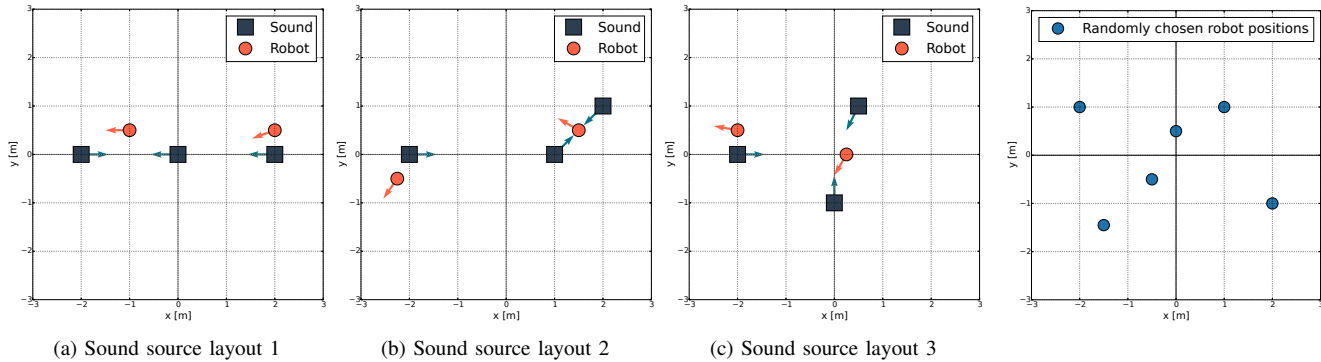 Sound
Robot
y [m]
3
2
1
0
−1
−2
−3
−3 −2 −1 0 1 2 3
x [m]
(a) Sound source layout 1
Sound
Robot
y [m]
3
2
1
0
−1
−2
−3
−3 −2 −1 0 1 2 3
x [m]
(b) Sound source layout 2
Sound
Robot
y [m]
3
2
1
0
−1
−2
−3
−3 −2 −1 0 1 2 3
x [m]
(c) Sound source layout 3
Randomly chosen robot positions
y [m]
3
2
1
0
−1
−2
−3
−3 −2 −1 0 1 2 3
x [m]